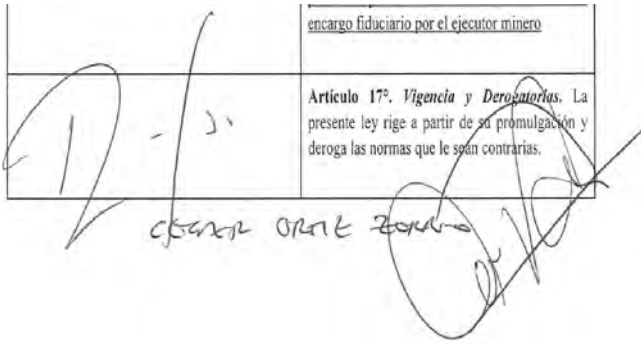 encargo fiduciario por el ejecutor minero
Artículo 17º. Vigencia y Derogatorias. La
presente ley rige a partir de su promulgación y
deroga las normas que le sean contrarias.
CESAR ORTIZ ZORRO